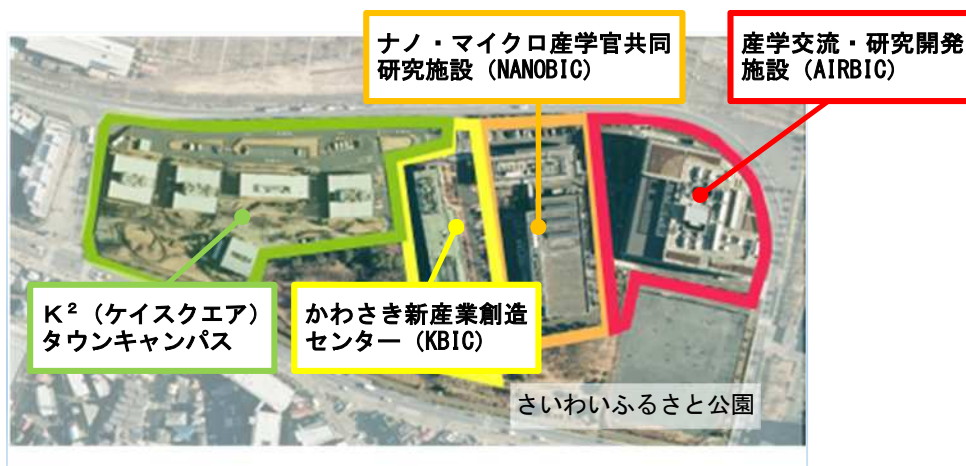 ナノ・マイクロ産学官共同
研究施設（NANOBIC）
産学交流・研究開発
施設（AIRBIC）
K²（ケイスクエア）
タウンキャンパス
かわさき新産業創造
センター（KBIC）
さいわいふるさと公園